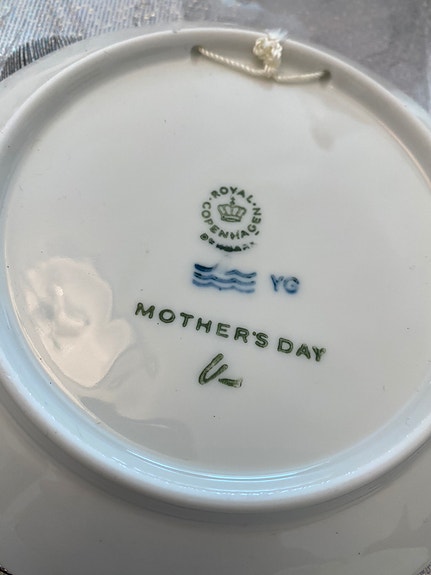 ROYAL
COPENHAGEN
DENMARK
YG
MOTHER'S DAY